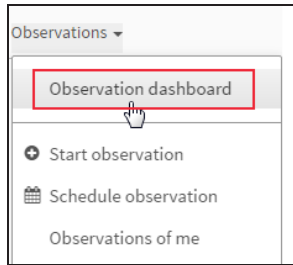 Observations
Observation dashboard
Start observation
Schedule observation
Observations of me